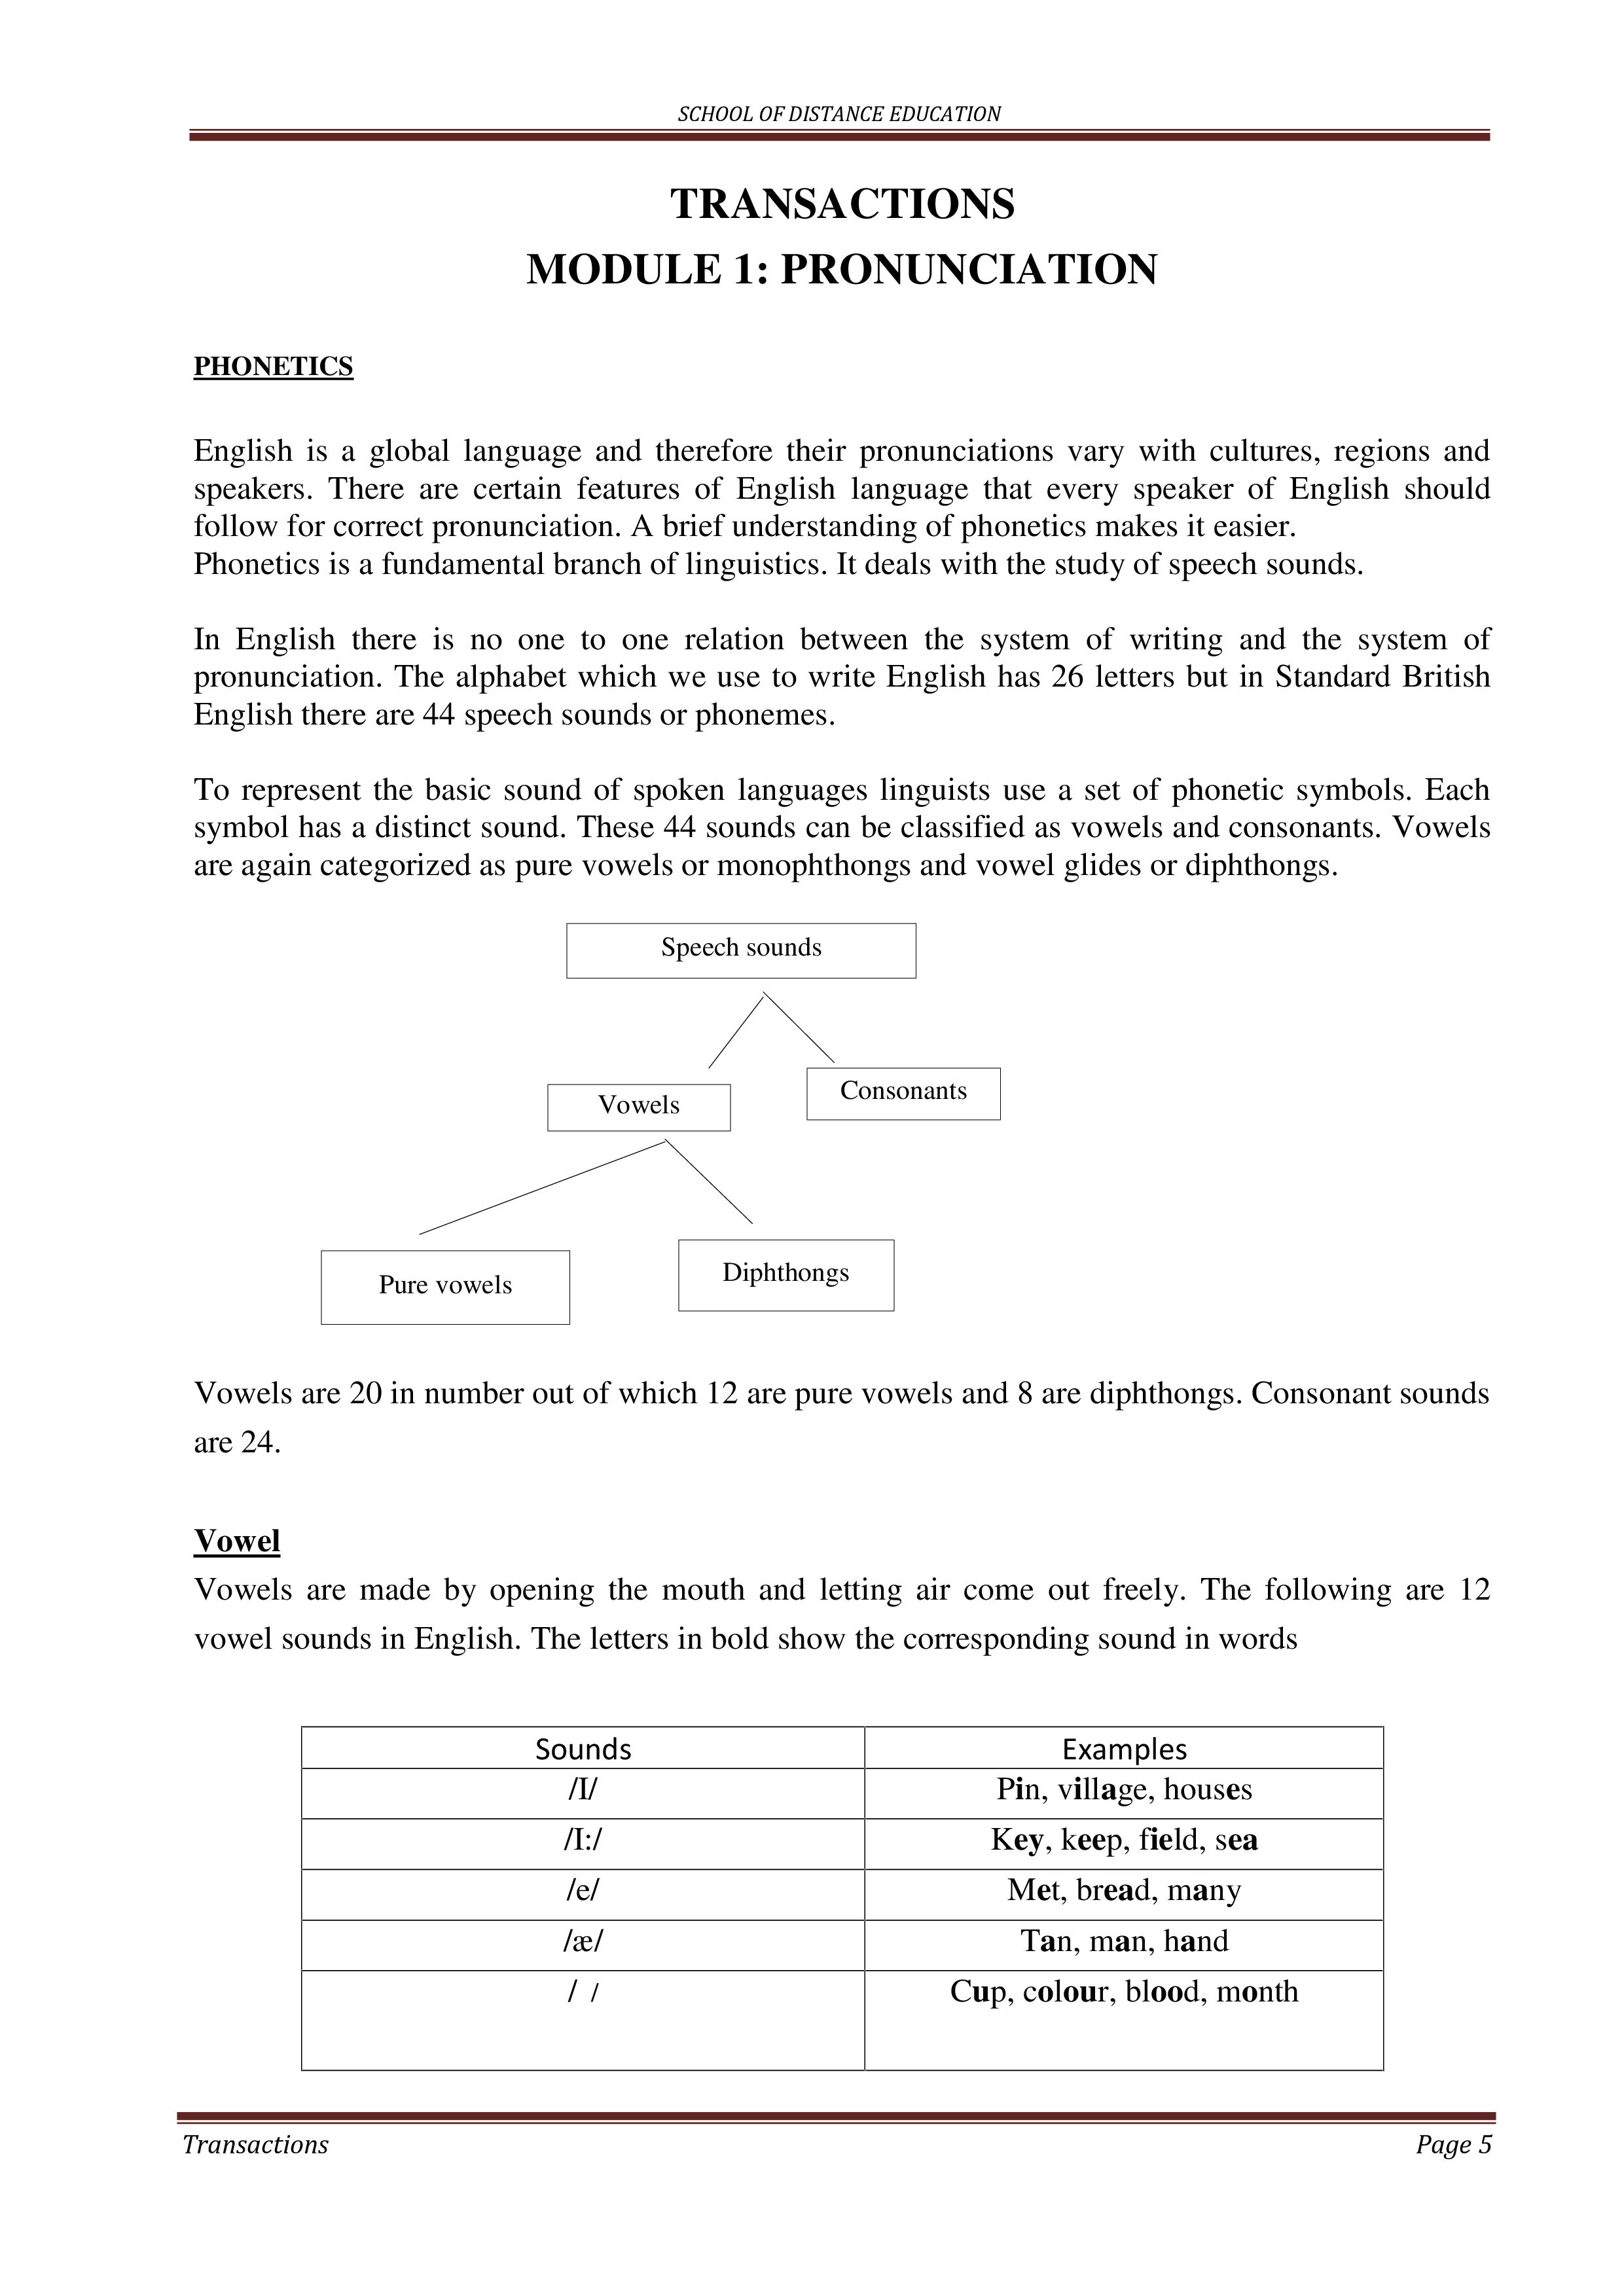 SCHOOL OF DISTANCE EDUCATION
TRANSACTIONS
MODULE 1: PRONUNCIATION
PHONETICS
English is a global language and therefore their pronunciations vary with cultures, regions and
speakers. There are certain features of English language that every speaker of English should
follow for correct pronunciation. A brief understanding of phonetics makes it easier.
Phonetics is a fundamental branch of linguistics. It deals with the study of speech sounds.
In English there is no one to one relation between the system of writing and the system of
pronunciation. The alphabet which we use to write English has 26 letters but in Standard British
English there are 44 speech sounds or phonemes.
To represent the basic sound of spoken languages linguists use a set of phonetic symbols. Each
symbol has a distinct sound. These 44 sounds can be classified as vowels and consonants. Vowels
are again categorized as pure vowels or monophthongs and vowel glides or diphthongs.
Speech sounds
Vowels
Consonants
Pure vowels
Diphthongs
Vowels are 20 in number out of which 12 are pure vowels and 8 are diphthongs. Consonant sounds
are 24.
Vowel
Vowels are made by opening the mouth and letting air come out freely. The following are 12
vowel sounds in English. The letters in bold show the corresponding sound in words
Sounds Examples
/I/ Pin, village, houses
/I:/ Key, keep, field, sea
/e/ Met, bread, many
/æ/ Tan, man, hand
/ / Cup, colour, blood, month
Transactions Page 5